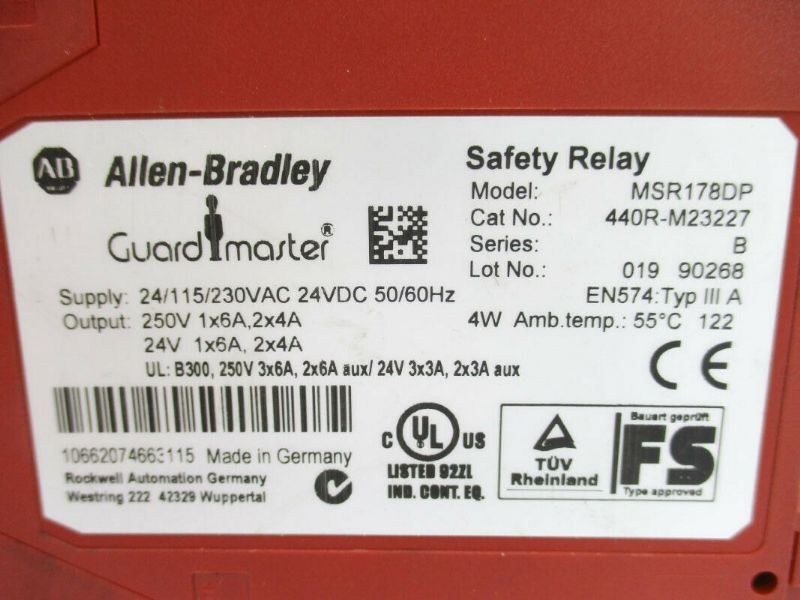 AB Allen-Bradley
Guardmaster®
Safety Relay
Model: MSR178DP
Cat No.: 440R-M23227
Series: B
Lot No.: 019 90268
Supply: 24/115/230VAC 24VDC 50/60Hz
EN574:Typ III A
Output: 250V 1x6A,2x4A
4W Amb.temp.: 55°C 122
24V 1x6A, 2x4A
UL: B300, 250V 3x6A, 2x6A aux/ 24V 3x3A, 2x3A aux
CE
10662074663115 Made in Germany
Rockwell Automation Germany
Westring 222 42329 Wuppertal
C UL US
LISTED 92ZL
IND. CONT. EQ.
TÜV
Rheinland
Bauart geprüft
FS
Type approved